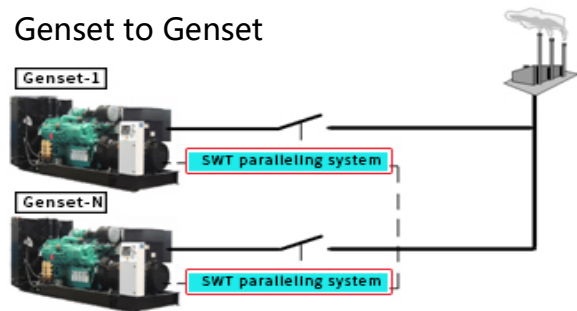 Genset to Genset
Genset-1
SWT paralleling system
Genset-N
SWT paralleling system